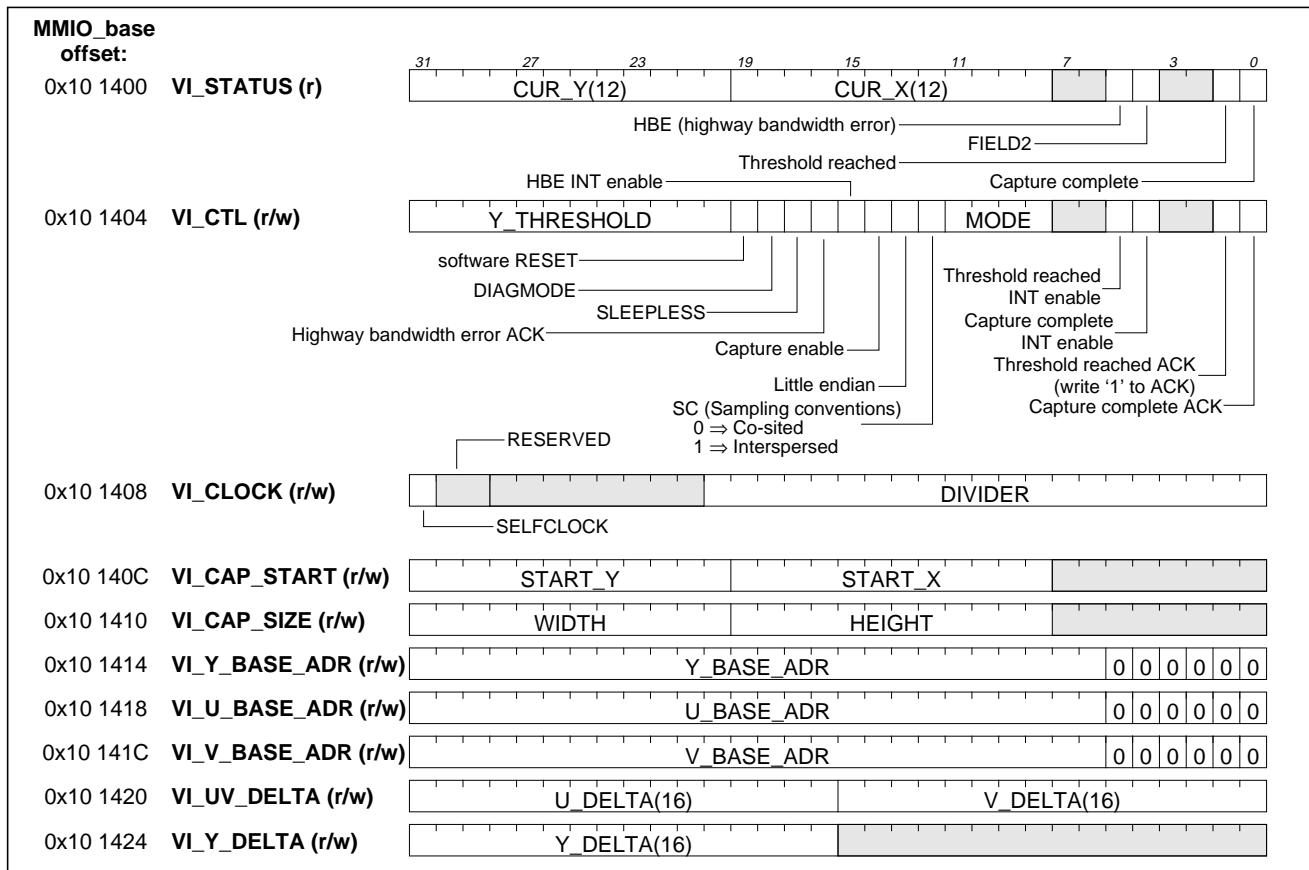 MMIO_base
offset:
31 27 23 19 15 11 7 3 0
0x10 1400 VI_STATUS (r) CUR_Y(12) CUR_X(12)
HBE (highway bandwidth error)
FIELD2
Threshold reached
HBE INT enable Capture complete
0x10 1404 VI_CTL (r/w) Y_THRESHOLD MODE
software RESET
DIAGMODE
SLEEPLESS
Highway bandwidth error ACK
Capture enable
Little endian
SC (Sampling conventions)
0 ⇒ Co-sited
1 ⇒ Interspersed
Threshold reached
INT enable
Capture complete
INT enable
Threshold reached ACK
(write ‘1’ to ACK)
Capture complete ACK
RESERVED
0x10 1408 VI_CLOCK (r/w) DIVIDER
SELFCLOCK
0x10 140C VI_CAP_START (r/w) START_Y START_X
0x10 1410 VI_CAP_SIZE (r/w) WIDTH HEIGHT
0x10 1414 VI_Y_BASE_ADR (r/w) Y_BASE_ADR 0 0 0 0 0 0
0x10 1418 VI_U_BASE_ADR (r/w) U_BASE_ADR 0 0 0 0 0 0
0x10 141C VI_V_BASE_ADR (r/w) V_BASE_ADR 0 0 0 0 0 0
0x10 1420 VI_UV_DELTA (r/w) U_DELTA(16) V_DELTA(16)
0x10 1424 VI_Y_DELTA (r/w) Y_DELTA(16)